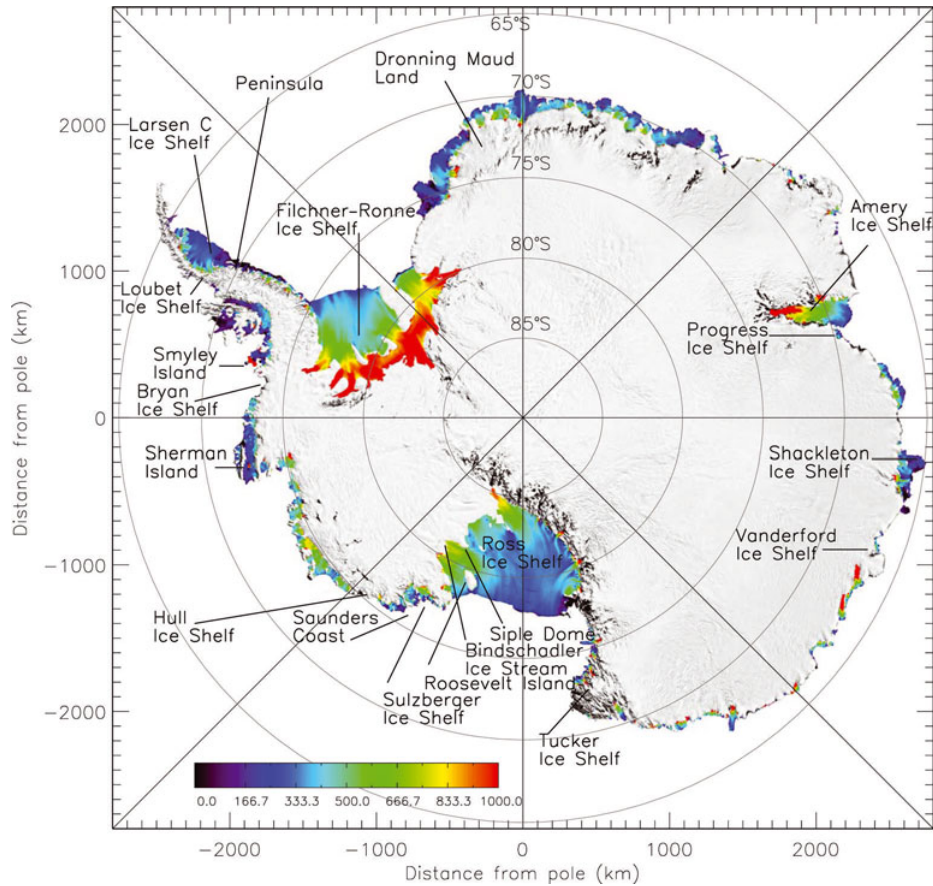 65°S
Dronning Maud
Land
Peninsula
70°S
2000
Larsen C
Ice Shelf
75°S
Filchner-Ronne
Ice Shelf
Amery
Ice Shelf
80°S
1000
Loubet
Ice Shelf
85°S
Progress
Ice Shelf
Smyley
Island
Bryan
Ice Shelf
0
Sherman
Island
Shackleton
Ice Shelf
Distance from pole (km)
Ross
Ice Shelf
Vanderford
Ice Shelf
-1000
Hull
Ice Shelf
Saunders
Coast
Siple Dome
Bindschadler
Ice Stream
Roosevelt Island
Sulzberger
Ice Shelf
-2000
Tucker
Ice Shelf
0.0 166.7 333.3 500.0 666.7 833.3 1000.0
-2000 -1000 0 1000 2000
Distance from pole (km)